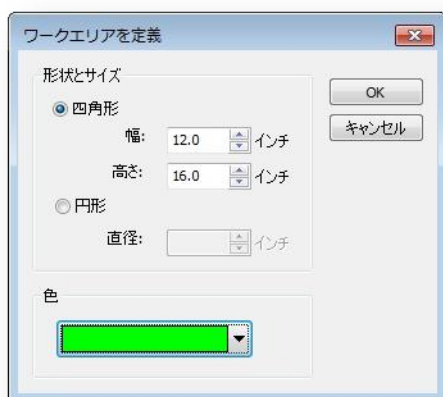 ワークエリアを定義
形状とサイズ
四角形
幅: 12.0 インチ
高さ: 16.0 インチ
円形
直径: インチ
色
OK
キャンセル